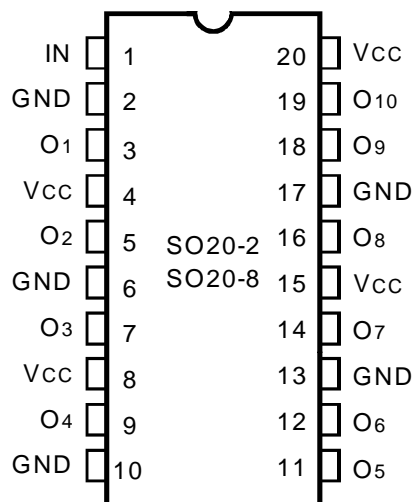 IN 1 20 VCC
GND 2 19 O10
O1 3 18 O9
VCC 4 17 GND
O2 5 SO20-2 16 O8
GND 6 SO20-8 15 VCC
O3 7 14 O7
VCC 8 13 GND
O4 9 12 O6
GND 10 11 O5